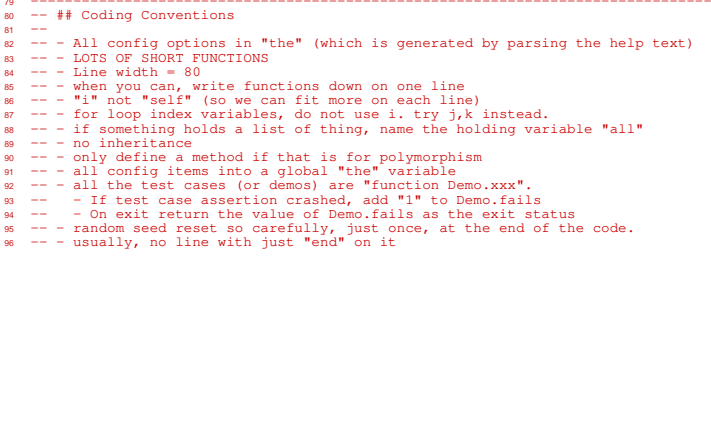 79 --------------------------------------------------------------------------------
80 -- ## Coding Conventions
81 --
82 -- - All config options in "the" (which is generated by parsing the help text)
83 -- - LOTS OF SHORT FUNCTIONS
84 -- - Line width = 80
85 -- - when you can, write functions down on one line
86 -- - "i" not "self" (so we can fit more on each line)
87 -- - for loop index variables, do not use i. try j,k instead.
88 -- - if something holds a list of thing, name the holding variable "all"
89 -- - no inheritance
90 -- - only define a method if that is for polymorphism
91 -- - all config items into a global "the" variable
92 -- - all the test cases (or demos) are "function Demo.xxx".
93 --   - If test case assertion crashed, add "1" to Demo.fails
94 --   - On exit return the value of Demo.fails as the exit status
95 -- - random seed reset so carefully, just once, at the end of the code.
96 -- - usually, no line with just "end" on it